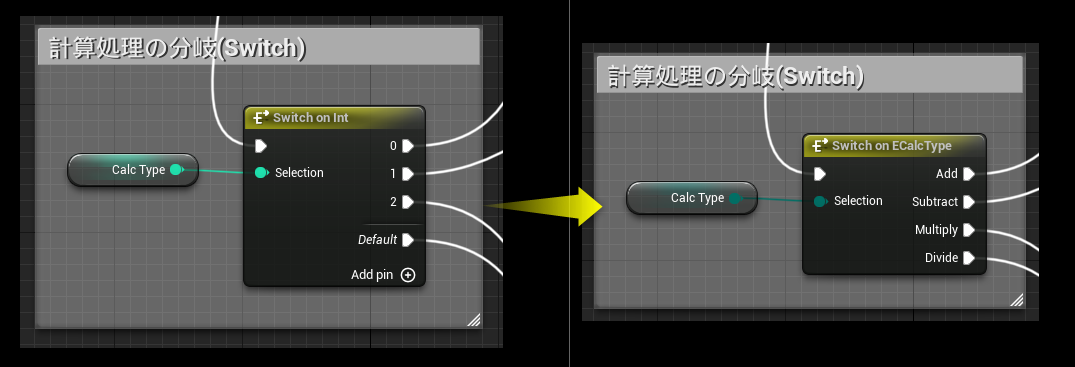 計算処理の分岐(Switch)
Switch on Int
0
1
Calc Type
Selection
2
Default
Add pin
計算処理の分岐(Switch)
Switch on ECalcType
Add
Calc Type
Selection
Subtract
Multiply
Divide